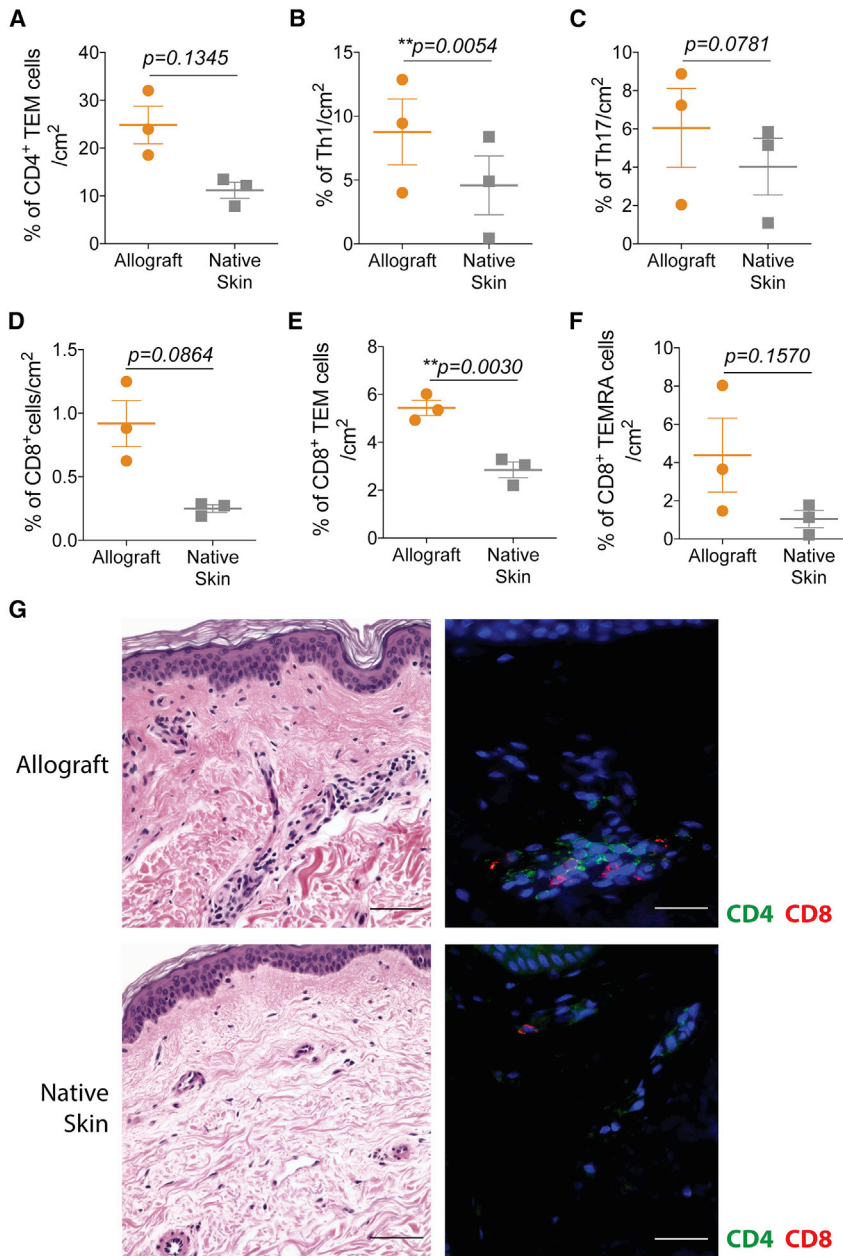 A
p=0.1345
% of CD4+ TEM cells
/cm2
40
30
20
10
0
Allograft
Native
Skin
B
**p=0.0054
% of Th1/cm2
15
10
5
0
Allograft
Native
Skin
C
p=0.0781
% of Th17/cm2
10
8
6
4
2
0
Allograft
Native
Skin
D
p=0.0864
% of CD8+cells/cm2
1.5
1.0
0.5
0.0
Allograft
Native
Skin
E
**p=0.0030
% of CD8+ TEM cells
/cm2
8
6
4
2
0
Allograft
Native
Skin
F
p=0.1570
% of CD8+ TEMRA cells
/cm2
10
8
6
4
2
0
Allograft
Native
Skin
G
Allograft
CD4 CD8
Native
Skin
CD4 CD8